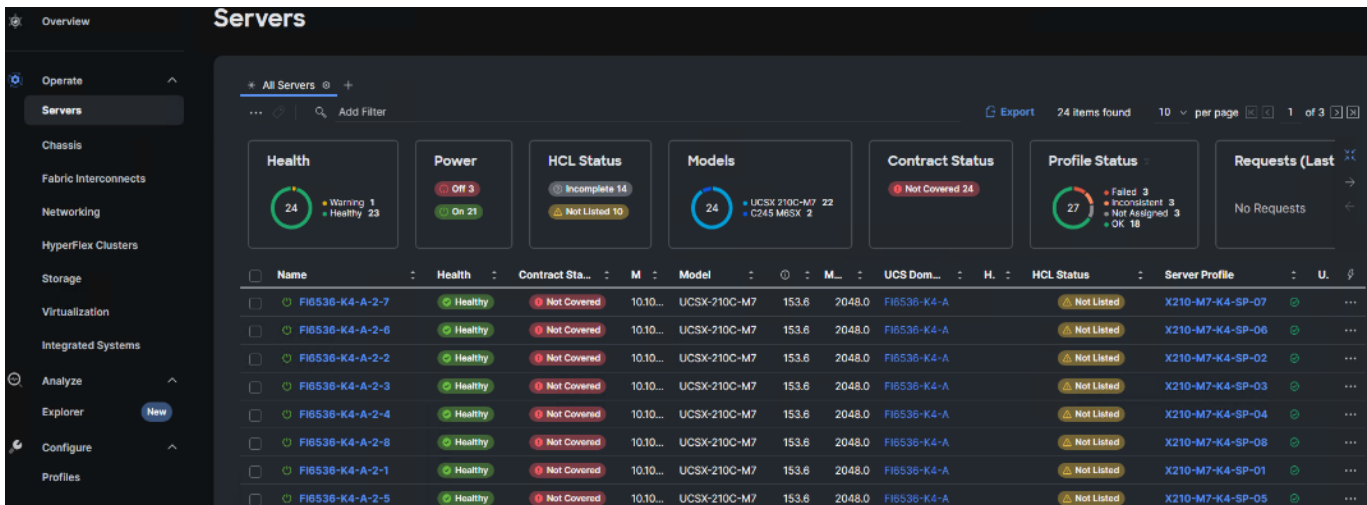 Overview
Servers
Operate
All Servers
Servers
Add Filter
Export
24 items found
10 per page
1 of 3
Chassis
Fabric Interconnects
Networking
HyperFlex Clusters
Storage
Virtualization
Integrated Systems
Analyze
Explorer New
Configure
Profiles
Health
24
Warning 1
Healthy 23
Power
Off 3
On 21
HCL Status
Incomplete 14
Not Listed 10
Models
24
UCSX 210C-M7 22
C245 M6SX 2
Contract Status
Not Covered 24
Profile Status
27
Failed 3
Inconsistent 3
Not Assigned 3
OK 18
Requests (Last
No Requests
Name Health Contract Sta... M Model M... UCS Dom... H. HCL Status Server Profile U.
FI6536-K4-A-2-7 Healthy Not Covered 10.10... UCSX-210C-M7 153.6 2048.0 FI6536-K4-A Not Listed X210-M7-K4-SP-07
FI6536-K4-A-2-6 Healthy Not Covered 10.10... UCSX-210C-M7 153.6 2048.0 FI6536-K4-A Not Listed X210-M7-K4-SP-06
FI6536-K4-A-2-2 Healthy Not Covered 10.10... UCSX-210C-M7 153.6 2048.0 FI6536-K4-A Not Listed X210-M7-K4-SP-02
FI6536-K4-A-2-3 Healthy Not Covered 10.10... UCSX-210C-M7 153.6 2048.0 FI6536-K4-A Not Listed X210-M7-K4-SP-03
FI6536-K4-A-2-4 Healthy Not Covered 10.10... UCSX-210C-M7 153.6 2048.0 FI6536-K4-A Not Listed X210-M7-K4-SP-04
FI6536-K4-A-2-8 Healthy Not Covered 10.10... UCSX-210C-M7 153.6 2048.0 FI6536-K4-A Not Listed X210-M7-K4-SP-08
FI6536-K4-A-2-1 Healthy Not Covered 10.10... UCSX-210C-M7 153.6 2048.0 FI6536-K4-A Not Listed X210-M7-K4-SP-01
FI6536-K4-A-2-5 Healthy Not Covered 10.10... UCSX-210C-M7 153.6 2048.0 FI6536-K4-A Not Listed X210-M7-K4-SP-05